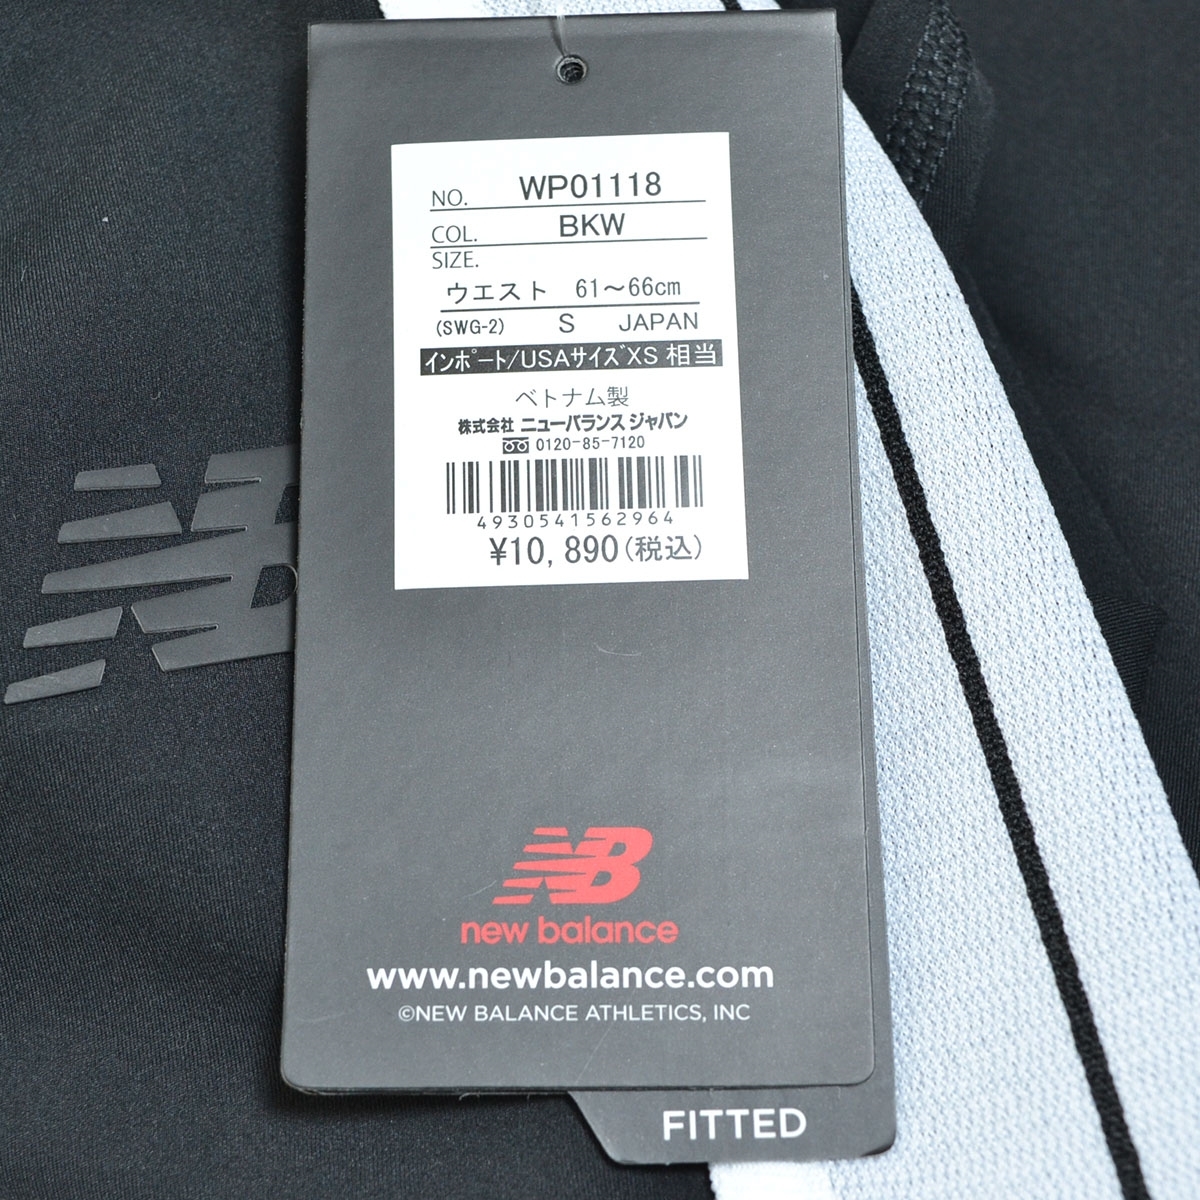 NO. WP01118
COL. BKW
SIZE.
ウエスト 61〜66cm
(SWG-2) S JAPAN
インポート/USAサイズXS 相当
ベトナム製
株式会社 ニューバランス ジャパン
0120-85-7120
4930541562964
¥10,890(税込)
NB
NB
new balance
www.newbalance.com
©NEW BALANCE ATHLETICS, INC
FITTED